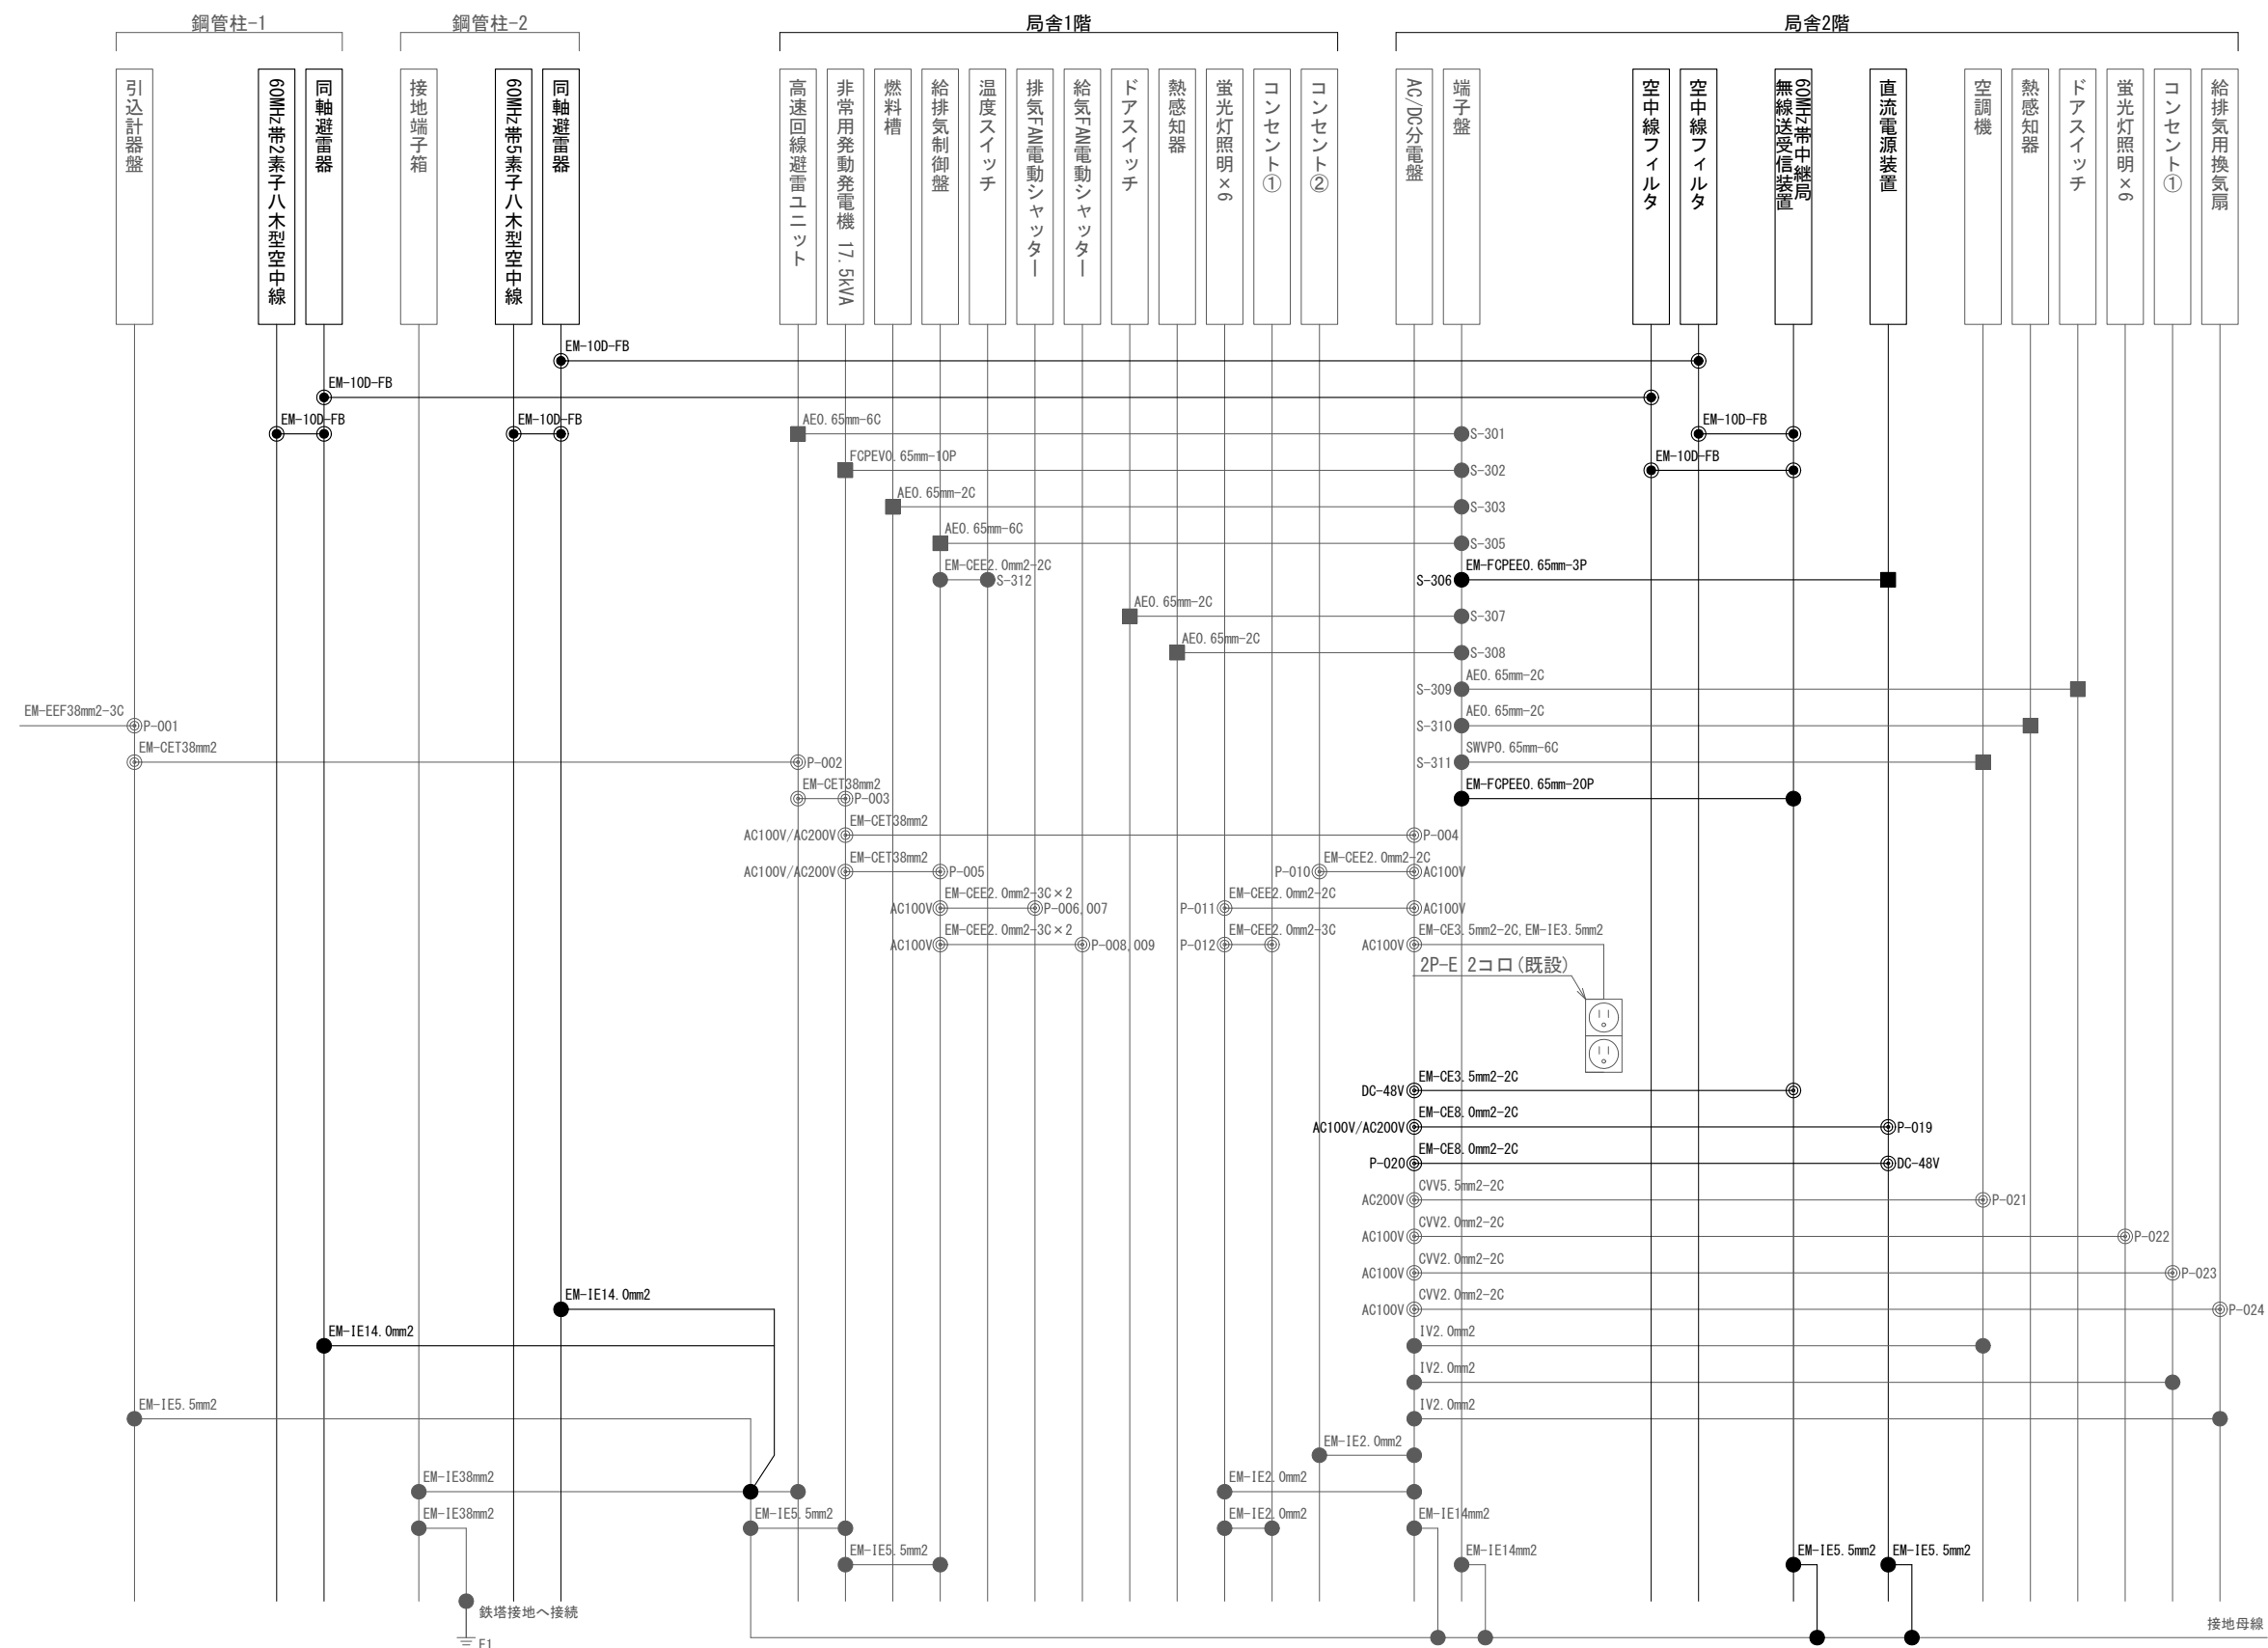 鋼管柱-1
鋼管柱-2
局舎1階
局舎2階
引込計器盤
60MHz帯2素子八木型空中線
同軸避雷器
接地端子箱
60MHz帯5素子八木型空中線
同軸避雷器
高速回線避雷ユニット
非常用発動発電機 17.5kVA
燃料槽
給排気制御盤
温度スイッチ
排気FAN電動シャッター
給気FAN電動シャッター
ドアスイッチ
熱感知器
蛍光灯照明×6
コンセント①
コンセント②
AC/DC分電盤
端子盤
空中線フィルタ
空中線フィルタ
60MHz帯中継局
無線送受信装置
直流電源装置
空調機
熱感知器
ドアスイッチ
蛍光灯照明×6
コンセント①
給排気用換気扇
EM-10D-FB
EM-10D-FB
EM-10D-FB
EM-10D-FB
AE0.65mm-6C
S-301
EM-10D-FB
FCPEV0.65mm-10P
S-302
EM-10D-FB
AE0.65mm-2C
S-303
AE0.65mm-6C
S-305
EM-CEE2.0mm2-2C
S-312
S-306
EM-FCPEE0.65mm-3P
AE0.65mm-2C
S-307
AE0.65mm-2C
S-308
S-309
AE0.65mm-2C
EM-EEF38mm2-3C
P-001
S-310
AE0.65mm-2C
EM-CET38mm2
P-002
S-311
SWVP0.65mm-6C
EM-CET38mm2
P-003
EM-FCPEE0.65mm-20P
AC100V/AC200V
EM-CET38mm2
P-004
AC100V/AC200V
EM-CET38mm2
P-005
P-010
EM-CEE2.0mm2-2C
AC100V
AC100V
EM-CEE2.0mm2-3C×2
P-006,007
P-011
EM-CEE2.0mm2-2C
AC100V
AC100V
EM-CEE2.0mm2-3C×2
P-008,009
P-012
EM-CEE2.0mm2-3C
AC100V
EM-CE3.5mm2-2C,EM-IE3.5mm2
2P-E 2コロ(既設)
DC-48V
EM-CE3.5mm2-2C
AC100V/AC200V
EM-CE8.0mm2-2C
P-019
P-020
EM-CE8.0mm2-2C
DC-48V
AC200V
CVV5.5mm2-2C
P-021
AC100V
CVV2.0mm2-2C
P-022
AC100V
CVV2.0mm2-2C
P-023
EM-IE14.0mm2
AC100V
CVV2.0mm2-2C
P-024
EM-IE14.0mm2
IV2.0mm2
IV2.0mm2
EM-IE5.5mm2
IV2.0mm2
EM-IE2.0mm2
EM-IE38mm2
EM-IE2.0mm2
EM-IE38mm2
EM-IE5.5mm2
EM-IE2.0mm2
EM-IE14mm2
EM-IE5.5mm2
EM-IE14mm2
EM-IE5.5mm2
EM-IE5.5mm2
鉄塔接地へ接続
接地母線
E1